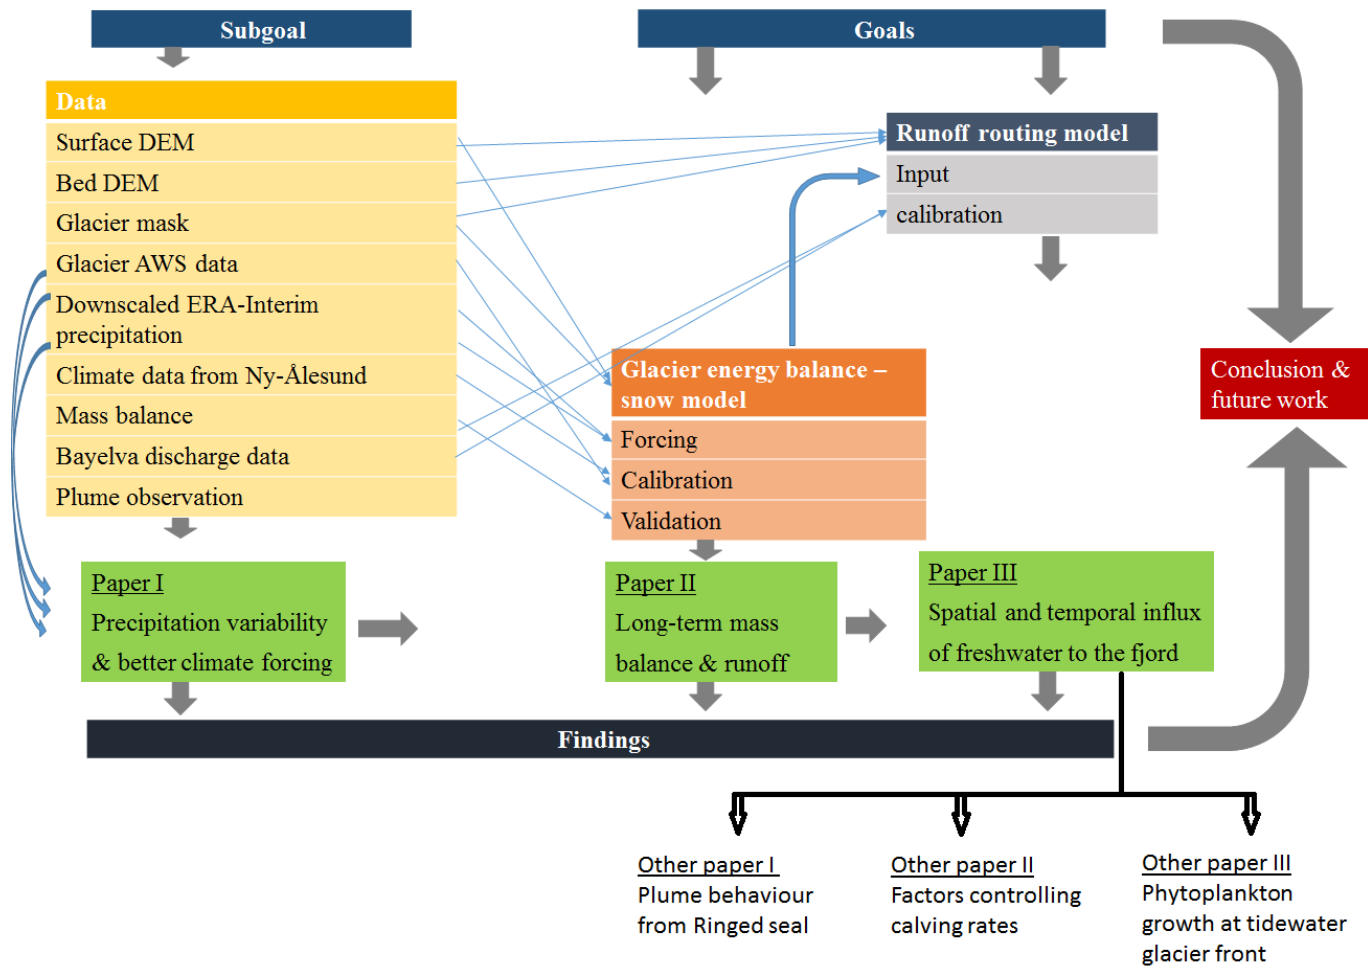 Subgoal
Goals
Data
Surface DEM
Bed DEM
Glacier mask
Glacier AWS data
Downscaled ERA-Interim
precipitation
Climate data from Ny-Ålesund
Mass balance
Bayelva discharge data
Plume observation
Runoff routing model
Input
calibration
Glacier energy balance –
snow model
Forcing
Calibration
Validation
Conclusion &
future work
Paper I
Precipitation variability
& better climate forcing
Paper II
Long-term mass
balance & runoff
Paper III
Spatial and temporal influx
of freshwater to the fjord
Findings
Other paper I
Plume behaviour
from Ringed seal
Other paper II
Factors controlling
calving rates
Other paper III
Phytoplankton
growth at tidewater
glacier front